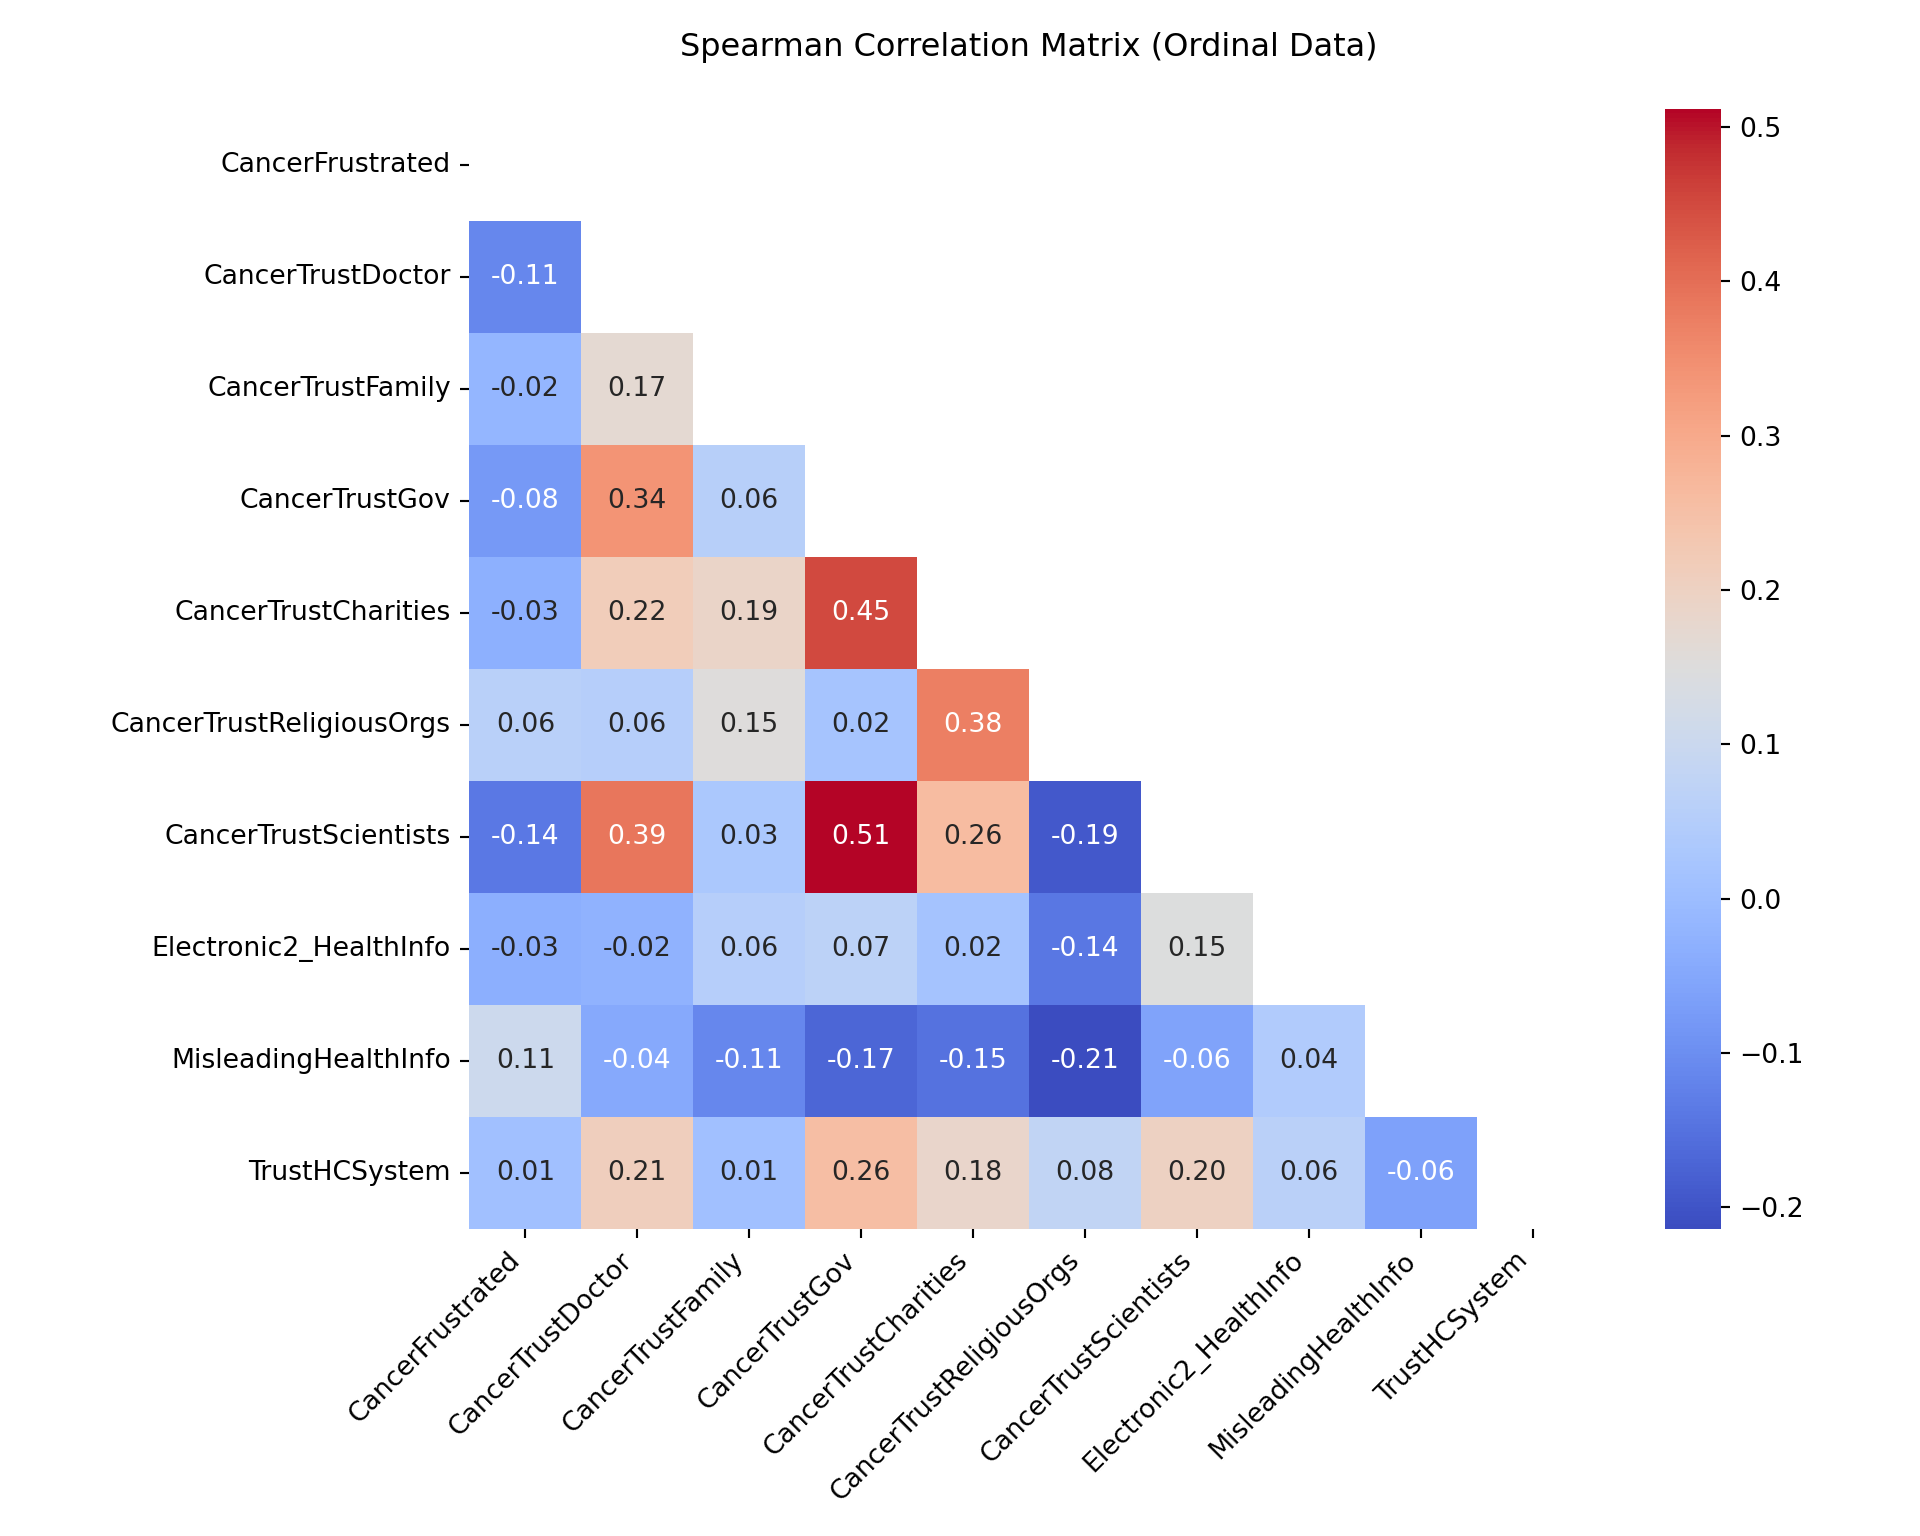 Spearman Correlation Matrix (Ordinal Data)
CancerFrustrated
CancerTrustDoctor -0.11
CancerTrustFamily -0.02 0.17
CancerTrustGov -0.08 0.34 0.06
CancerTrustCharities -0.03 0.22 0.19 0.45
CancerTrustReligiousOrgs 0.06 0.06 0.15 0.02 0.38
CancerTrustScientists -0.14 0.39 0.03 0.51 0.26 -0.19
Electronic2_HealthInfo -0.03 -0.02 0.06 0.07 0.02 -0.14 0.15
MisleadingHealthInfo 0.11 -0.04 -0.11 -0.17 -0.15 -0.21 -0.06 0.04
TrustHCSystem 0.01 0.21 0.01 0.26 0.18 0.08 0.20 0.06 -0.06
CancerFrustrated
CancerTrustDoctor
CancerTrustFamily
CancerTrustGov
CancerTrustCharities
CancerTrustReligiousOrgs
CancerTrustScientists
Electronic2_HealthInfo
MisleadingHealthInfo
TrustHCSystem
0.5
0.4
0.3
0.2
0.1
0.0
−0.1
−0.2